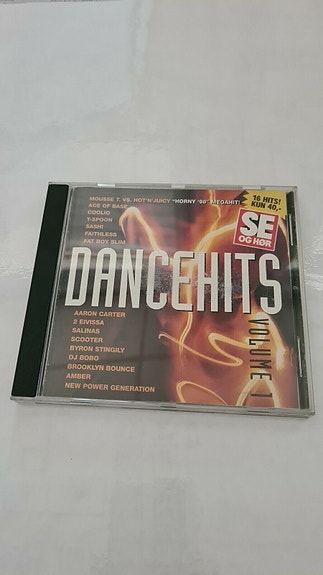 MOUSSE T. VS. HOT'N'JUICY "HORNY '98" MEGAHIT!
ACE OF BASE
COOLIO
T-SPOON
SASH!
FAITHLESS
FAT BOY SLIM
16 HITS!
KUN 40,-
SE
OG HØR
DANCEHITS
VOLUME 1
AARON CARTER
2 EIVISSA
SALINAS
SCOOTER
BYRON STINGILY
DJ BOBO
BROOKLYN BOUNCE
AMBER
NEW POWER GENERATION